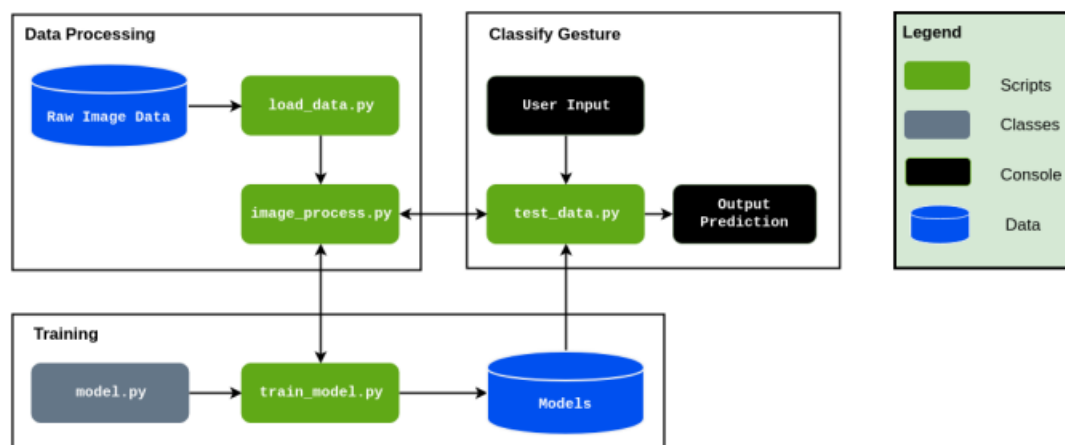 Data Processing
Raw Image Data
load_data.py
image_process.py
Classify Gesture
User Input
test_data.py
Output
Prediction
Training
model.py
train_model.py
Models
Legend
Scripts
Classes
Console
Data